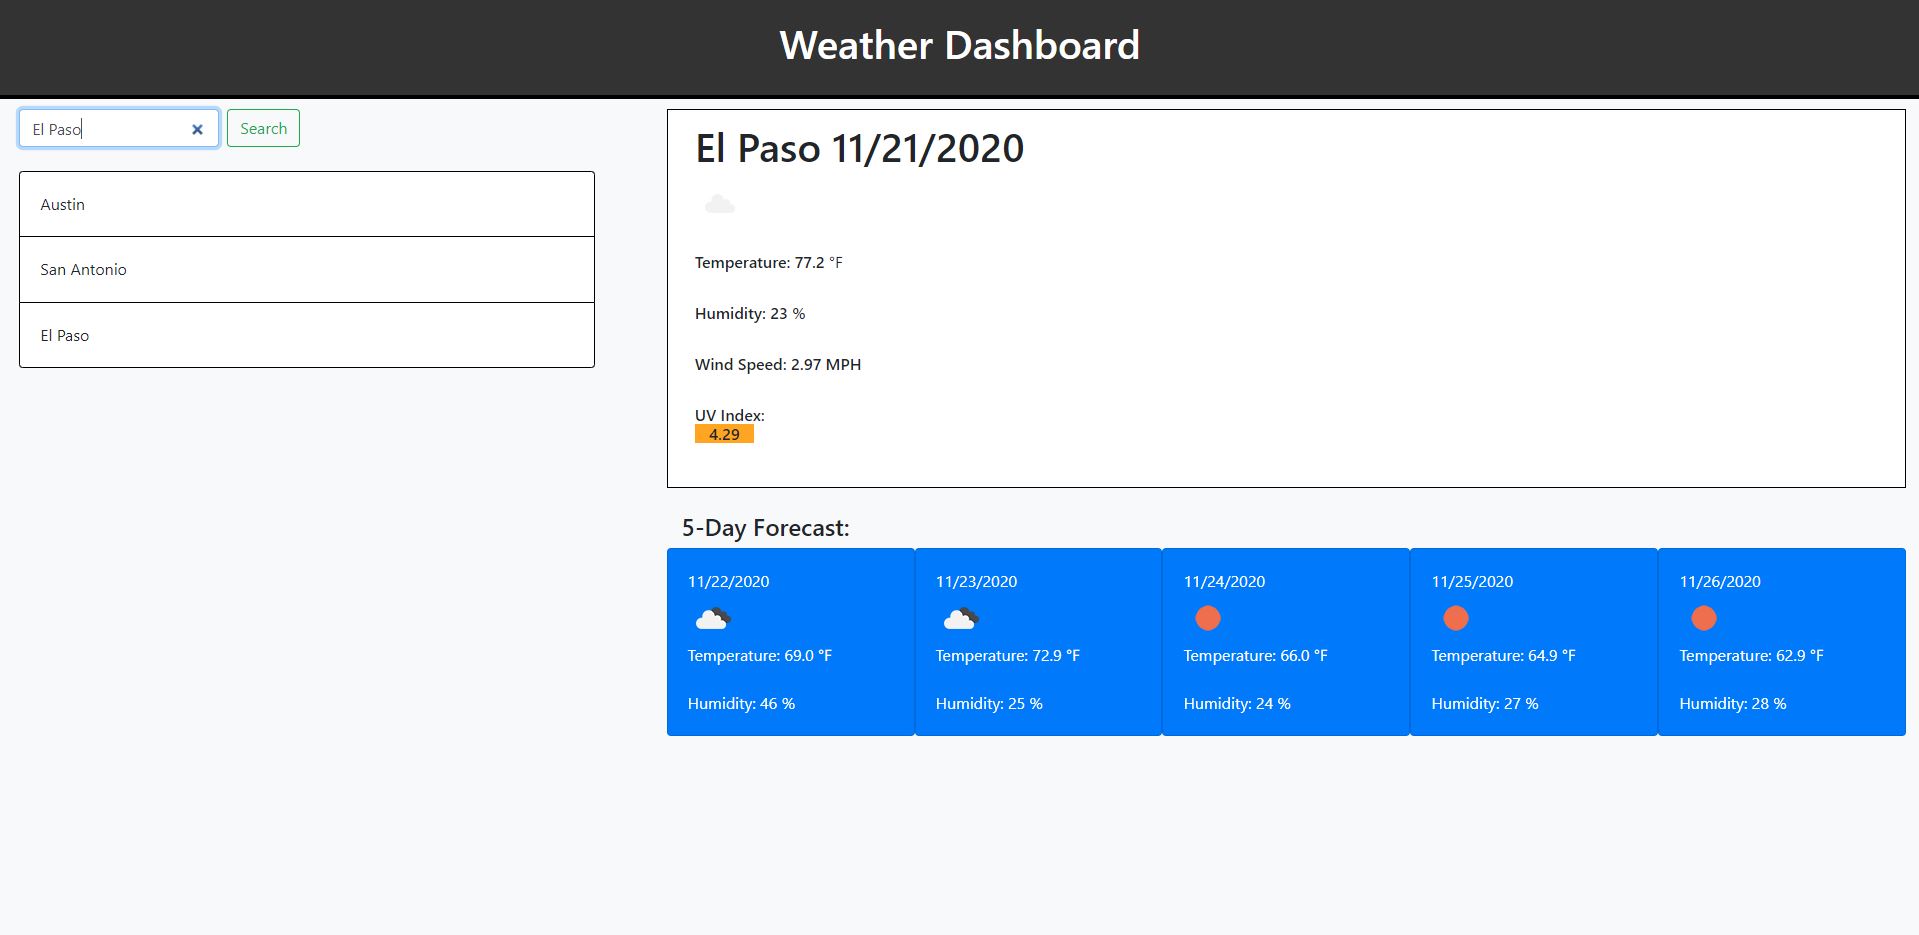 Weather Dashboard
El Paso
Search
Austin
San Antonio
El Paso
El Paso 11/21/2020
Temperature: 77.2 °F
Humidity: 23 %
Wind Speed: 2.97 MPH
UV Index:
4.29
5-Day Forecast:
11/22/2020
Temperature: 69.0 °F
Humidity: 46 %
11/23/2020
Temperature: 72.9 °F
Humidity: 25 %
11/24/2020
Temperature: 66.0 °F
Humidity: 24 %
11/25/2020
Temperature: 64.9 °F
Humidity: 27 %
11/26/2020
Temperature: 62.9 °F
Humidity: 28 %